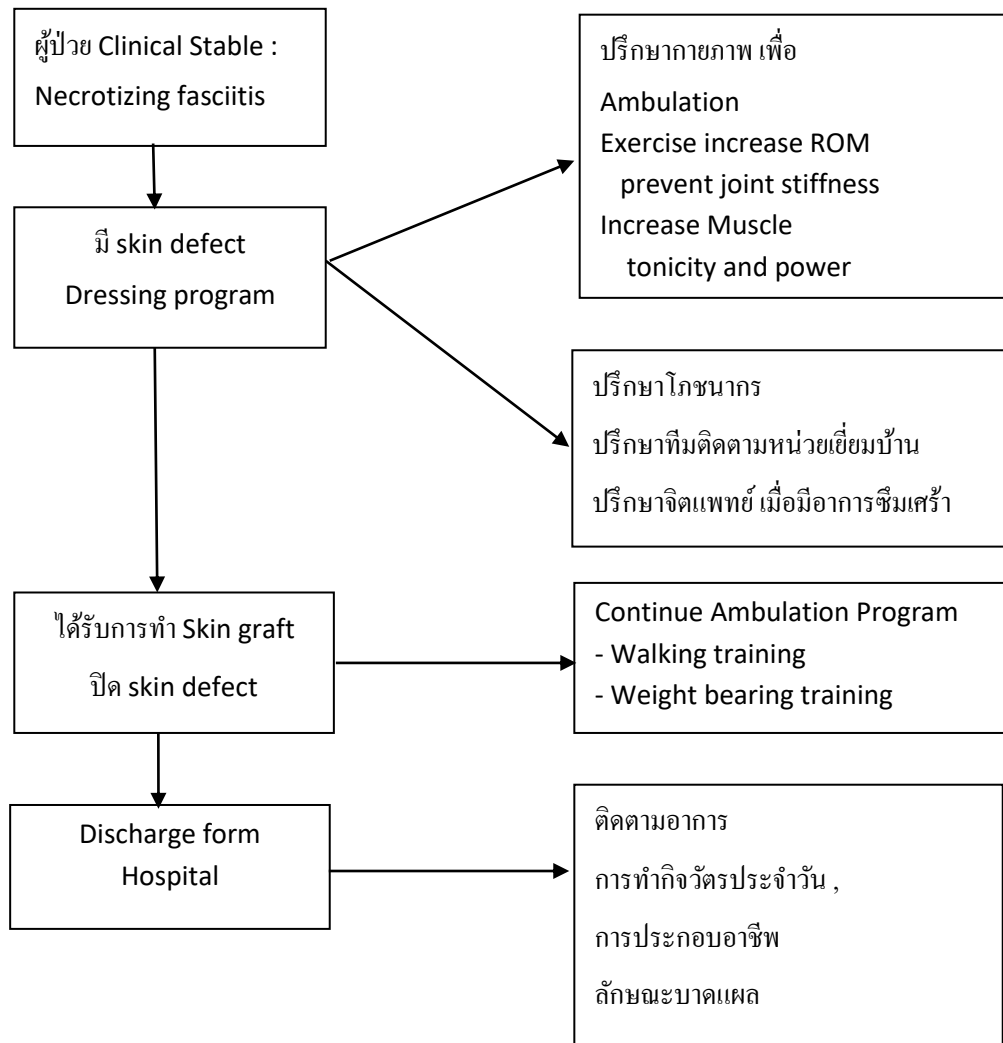 ผู้ป่วย Clinical Stable :
Necrotizing fasciitis
ปรึกษากายภาพ เพื่อ
Ambulation
Exercise increase ROM
prevent joint stiffness
Increase Muscle
tonicity and power
มี skin defect
Dressing program
ปรึกษาโภชนากร
ปรึกษาทีมติดตามหน่วยเยี่ยมบ้าน
ปรึกษาจิตแพทย์ เมื่อมีอาการซึมเศร้า
ได้รับการทำ Skin graft
ปิด skin defect
Continue Ambulation Program
- Walking training
- Weight bearing training
Discharge form
Hospital
ติดตามอาการ
การทำกิจวัตรประจำวัน ,
การประกอบอาชีพ
ลักษณะบาดแผล